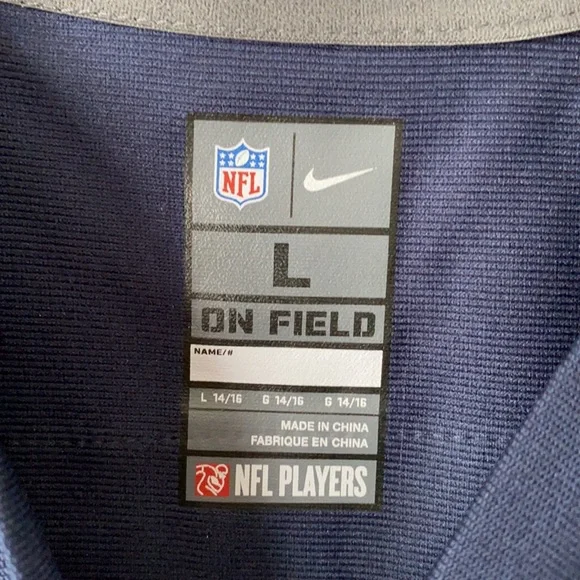 NFL
L
ON FIELD
NAME/#
L 14/16 G 14/16 G 14/16
MADE IN CHINA
FABRIQUE EN CHINA
NFL PLAYERS